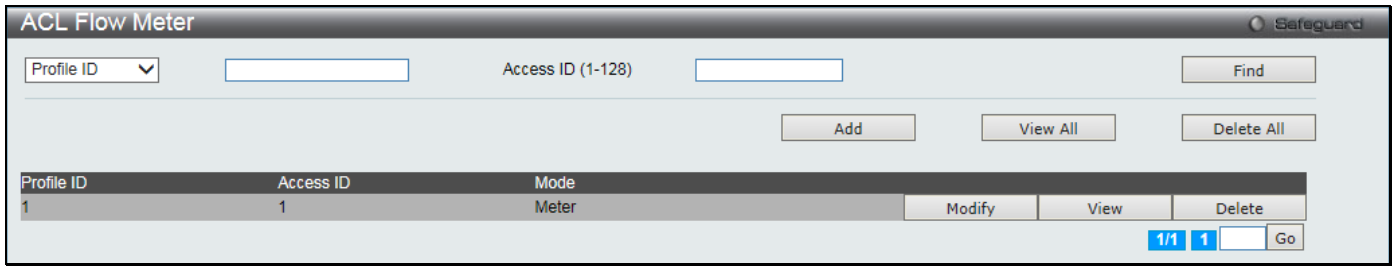 ACL Flow Meter Safeguard
Profile ID Access ID (1-128) Find
Add View All Delete All
Profile ID Access ID Mode
1 1 Meter Modify View Delete
1/1 1 Go